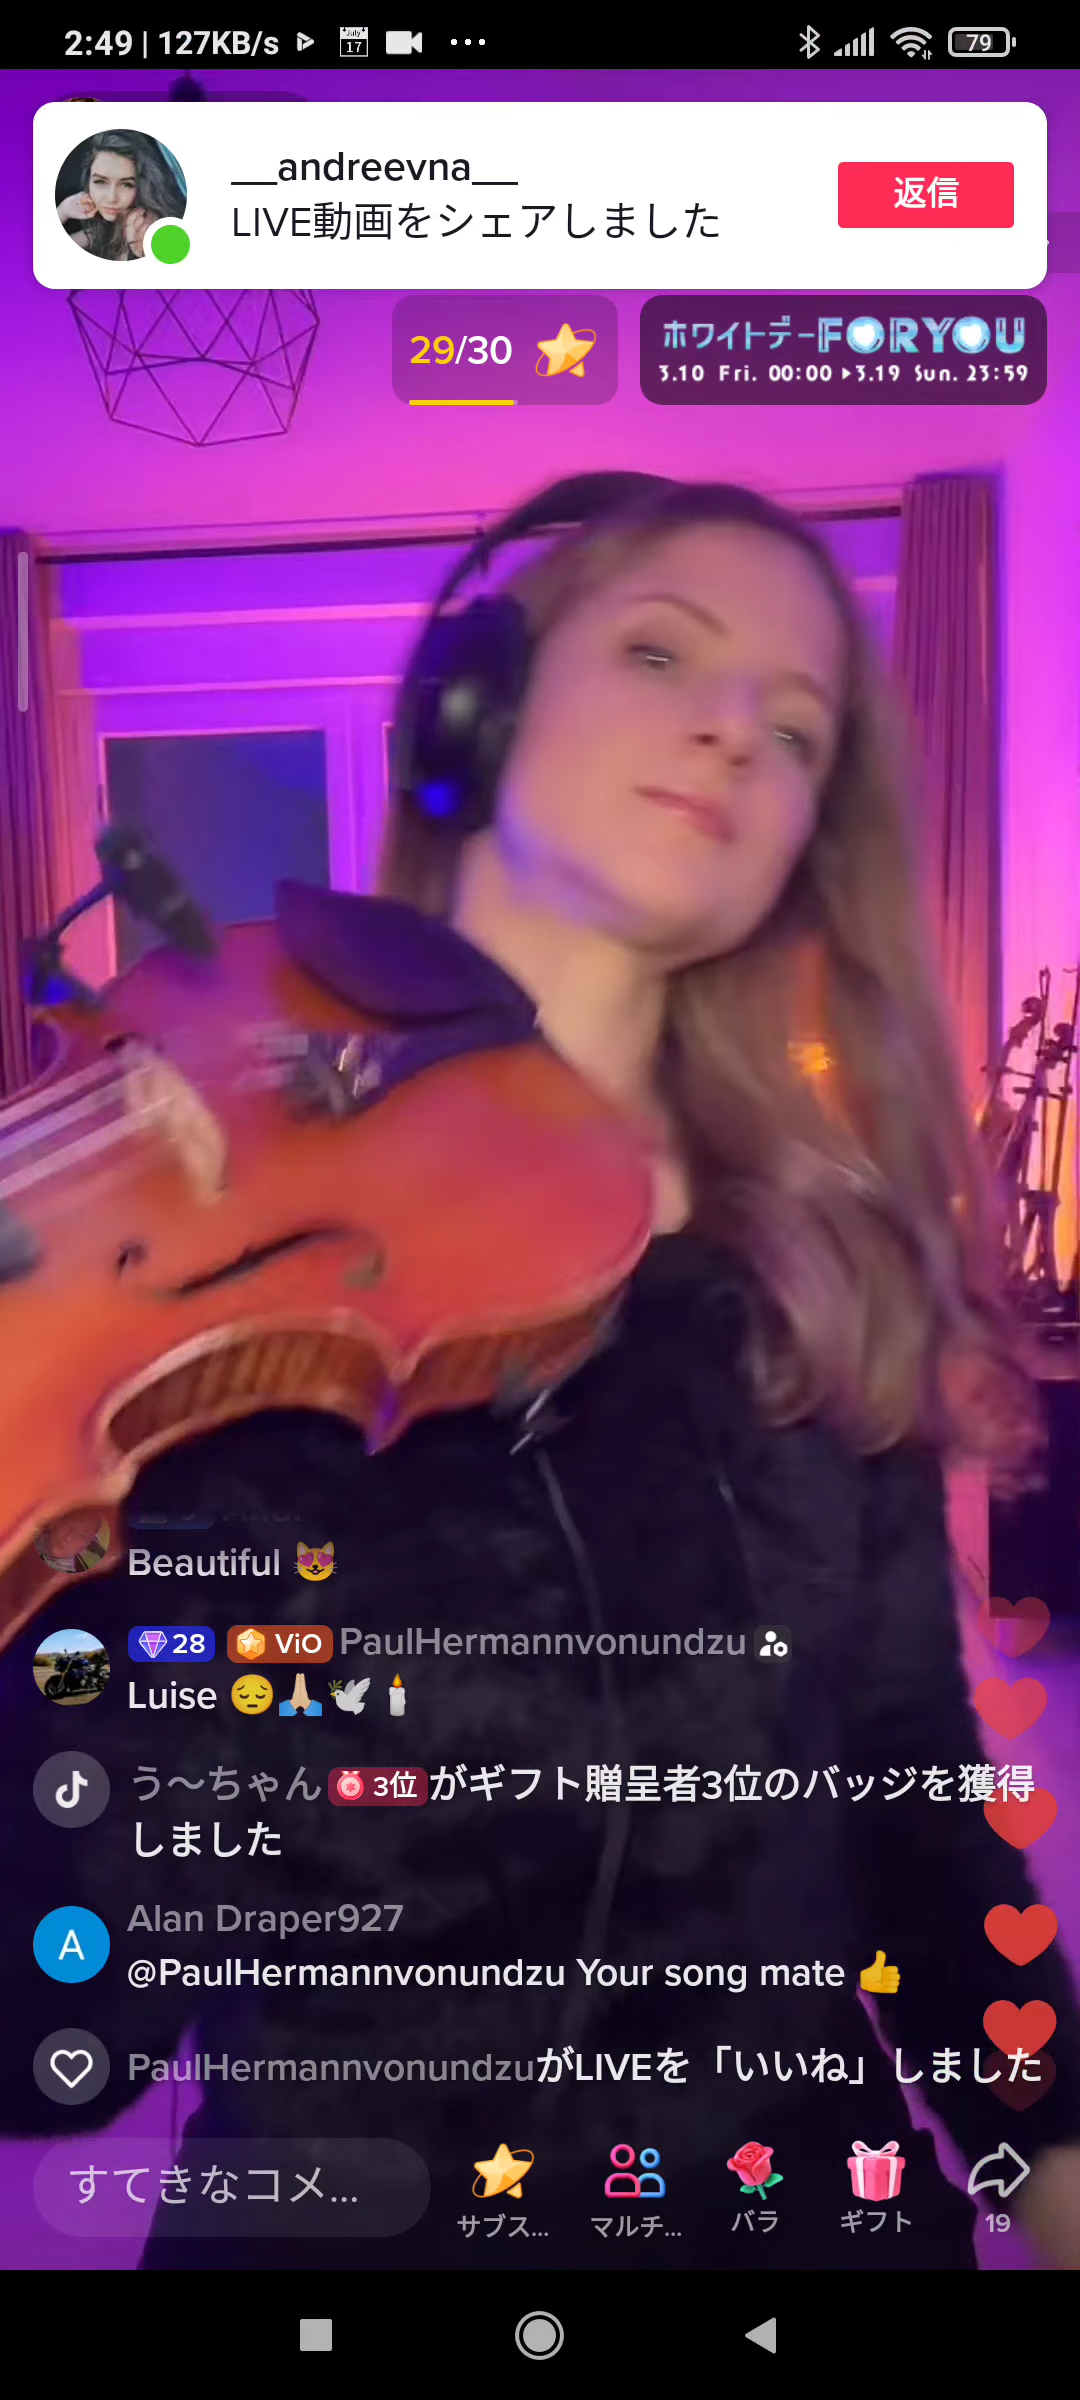 2:49 | 127KB/s
July
17
79
__andreevna__
LIVE動画をシェアしました
返信
29/30
ホワイトデーFORYOU
3.10 Fri. 00:00 ▶3.19 Sun. 23:59
Beautiful 😻
28 ViO PaulHermannvonundzu
Luise 😔🙏🏼🕊️🕯️
う〜ちゃん 3位 がギフト贈呈者3位のバッジを獲得
しました
A
Alan Draper927
@PaulHermannvonundzu Your song mate 👍
PaulHermannvonundzuがLIVEを「いいね」しました
すてきなコメ...
サブス...
マルチ...
バラ
ギフト
19